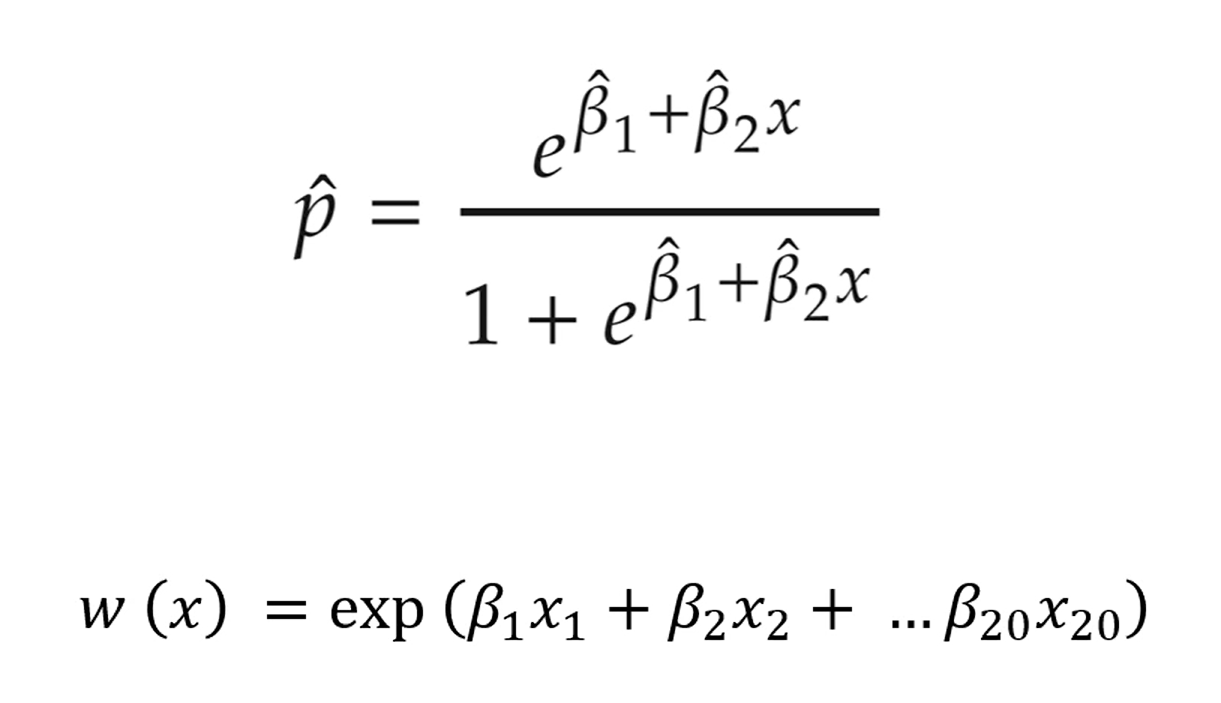 p̂ = e^(β̂₁+β̂₂x) / (1 + e^(β̂₁+β̂₂x))
w (x) = exp (β₁x₁ + β₂x₂ + ... β₂₀x₂₀)